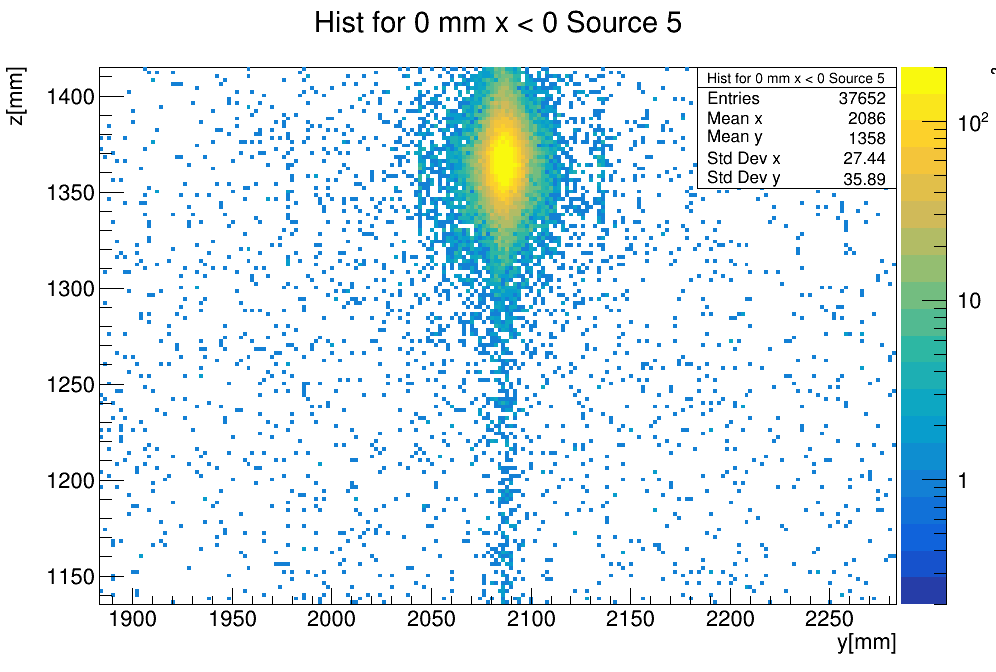 Hist for 0 mm x < 0 Source 5
z[mm]
1400
1350
1300
1250
1200
1150
1900
1950
2000
2050
2100
2150
2200
2250
y[mm]
Hist for 0 mm x < 0 Source 5
Entries 37652
Mean x 2086
Mean y 1358
Std Dev x 27.44
Std Dev y 35.89
10²
10
1